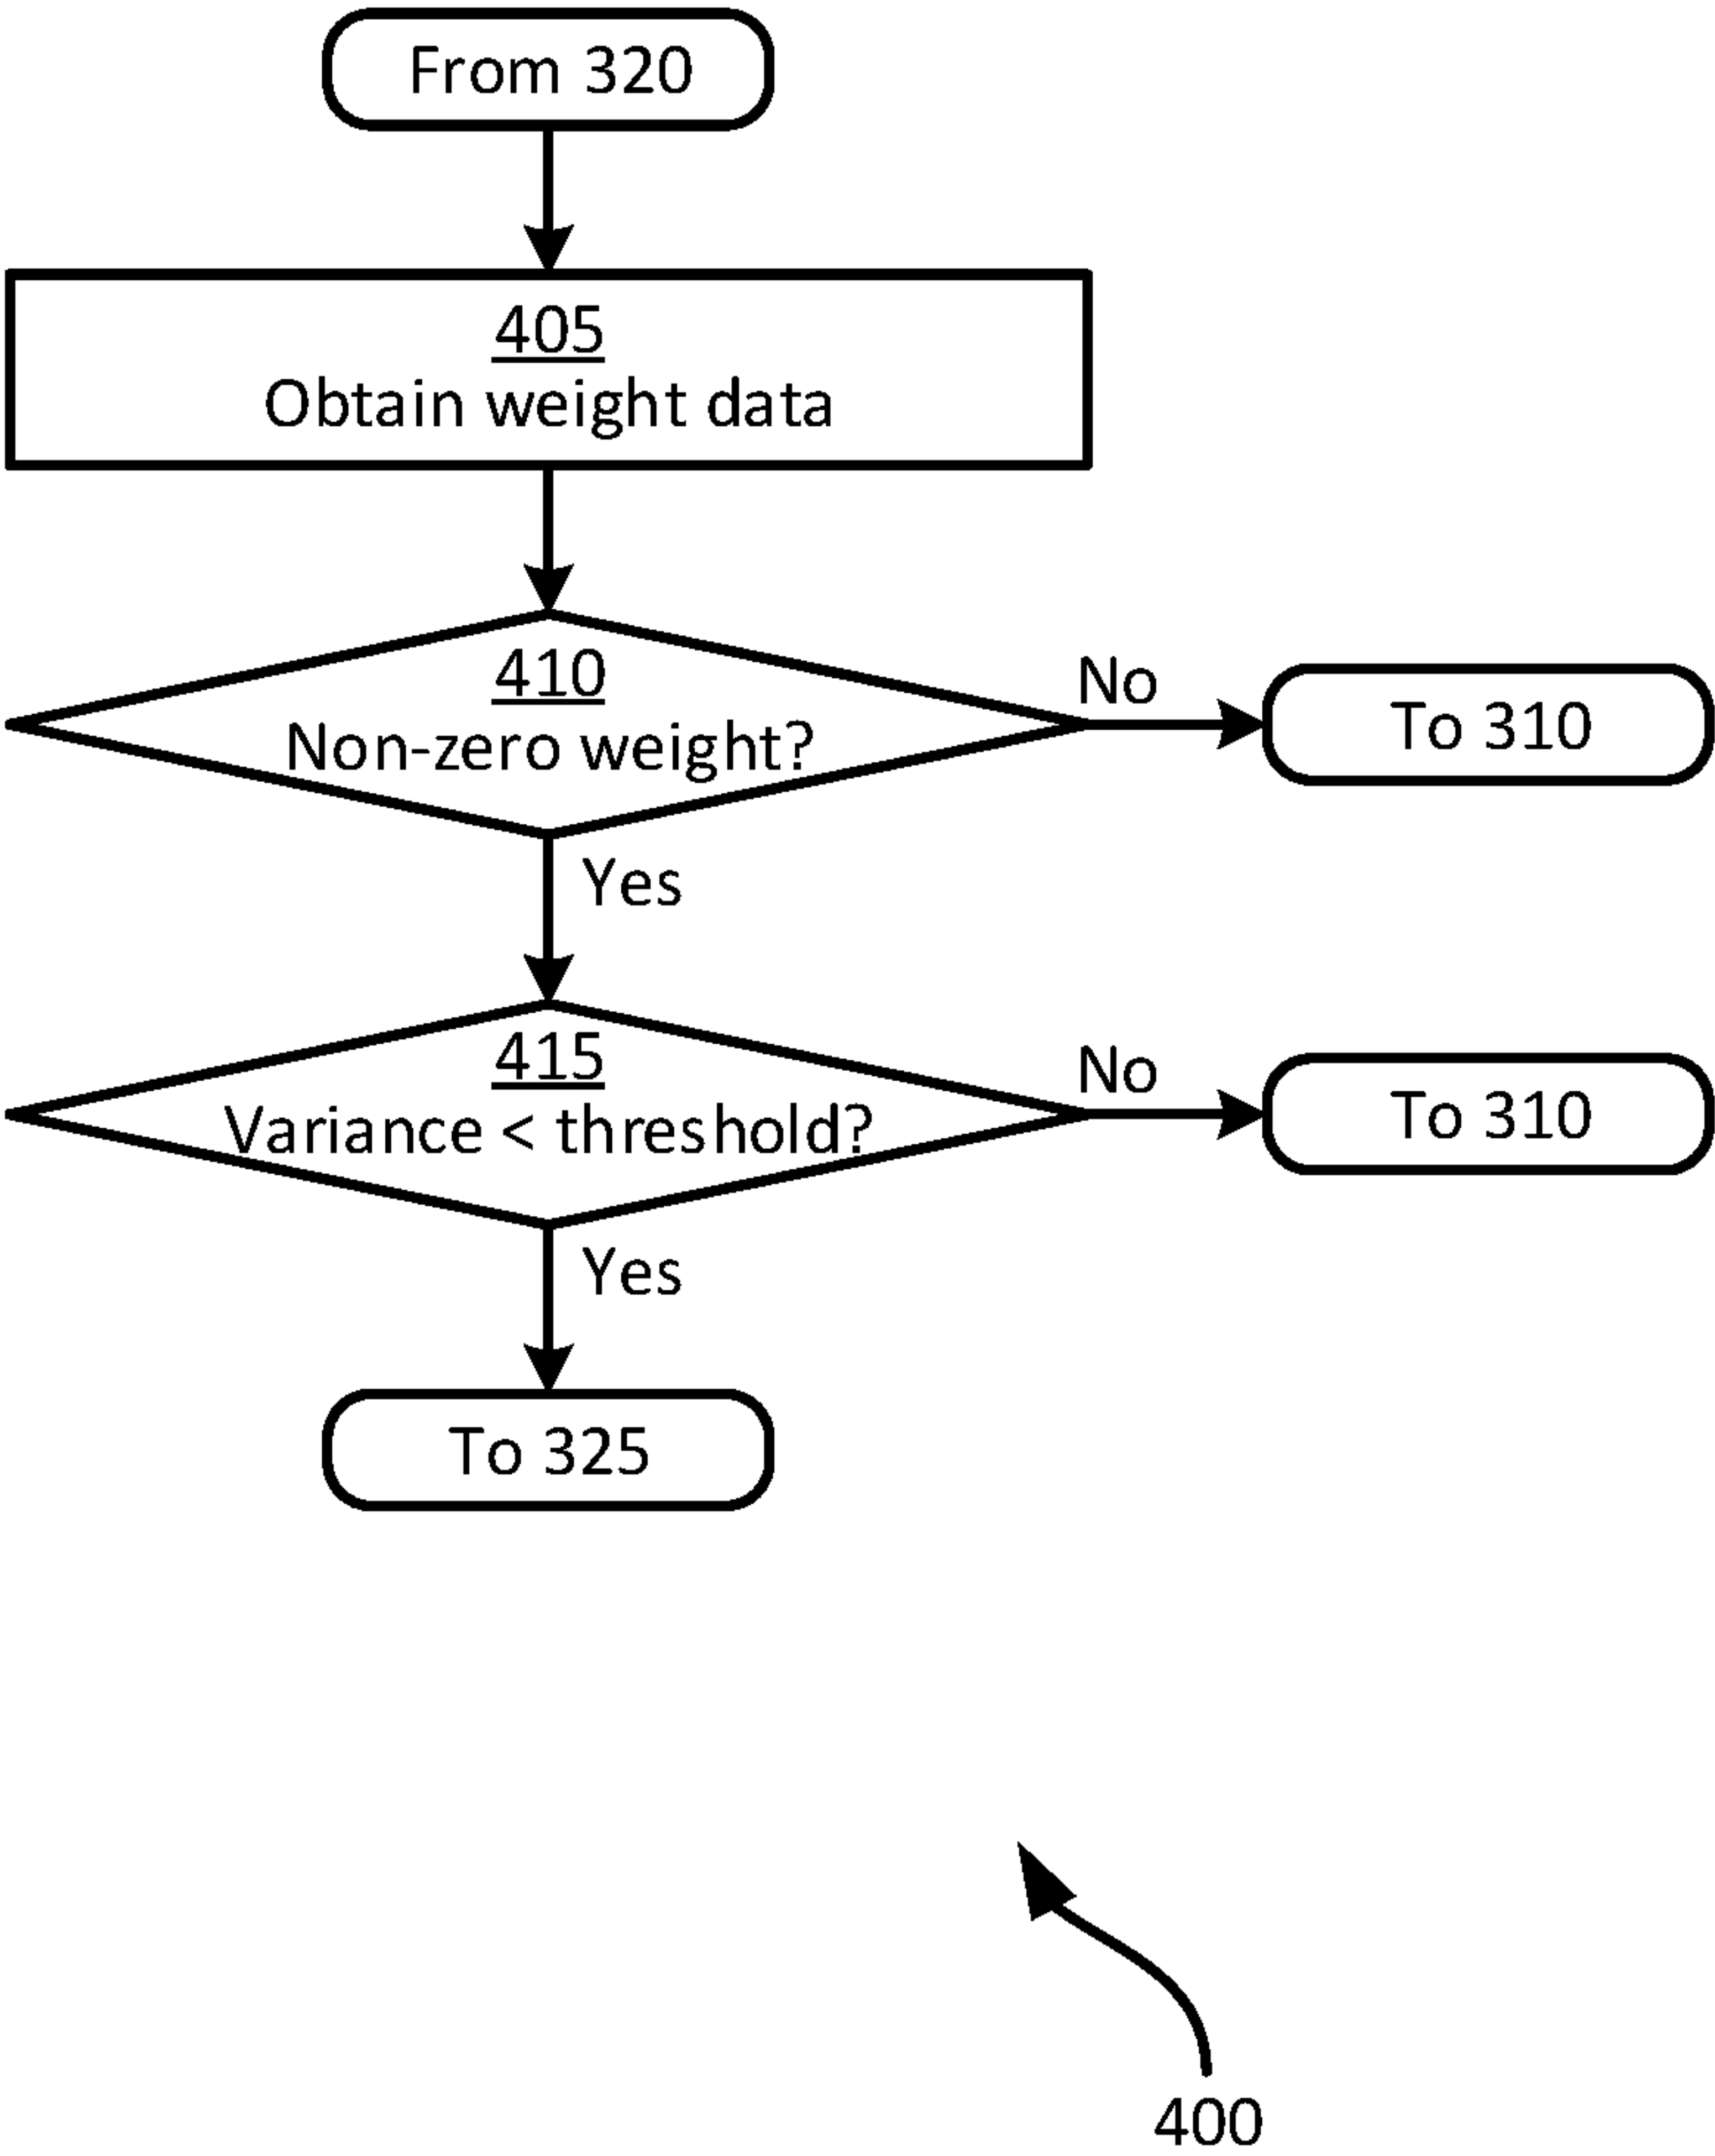 From 320
405
Obtain weight data
410
Non-zero weight?
No
To 310
Yes
415
Variance < threshold?
No
To 310
Yes
To 325
400